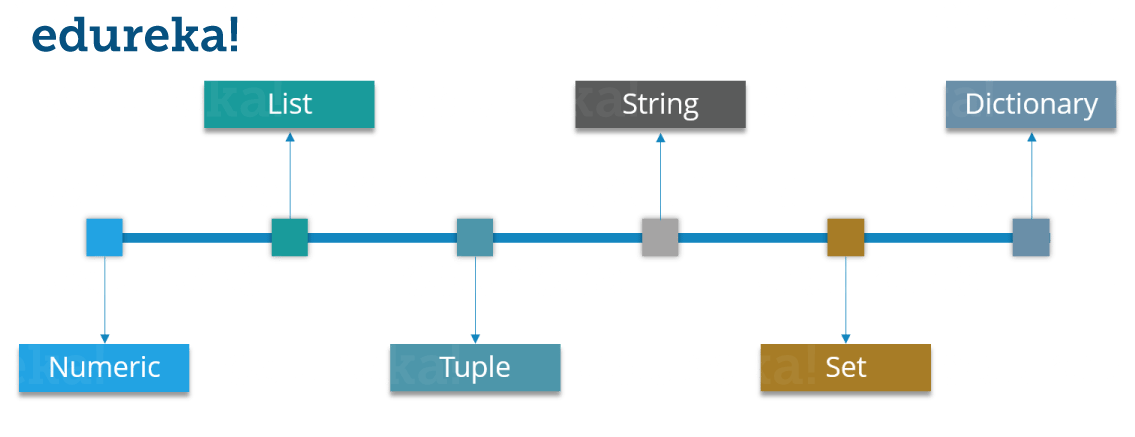 edureka!
List
String
Dictionary
Numeric
Tuple
Set